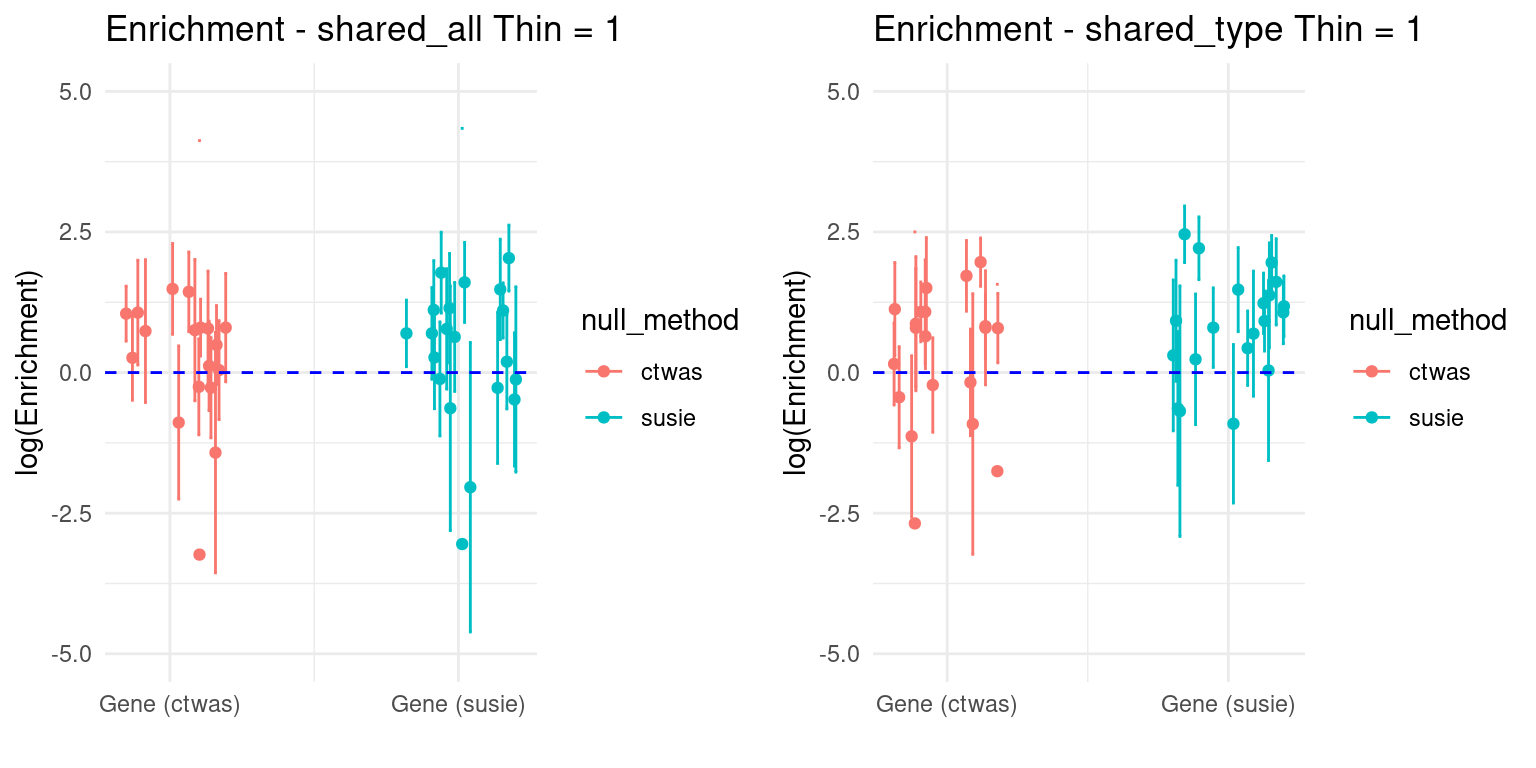 Enrichment - shared_all Thin = 1
log(Enrichment)
5.0
2.5
0.0
-2.5
-5.0
Gene (ctwas)
Gene (susie)
null_method
ctwas
susie
Enrichment - shared_type Thin = 1
log(Enrichment)
5.0
2.5
0.0
-2.5
-5.0
Gene (ctwas)
Gene (susie)
null_method
ctwas
susie